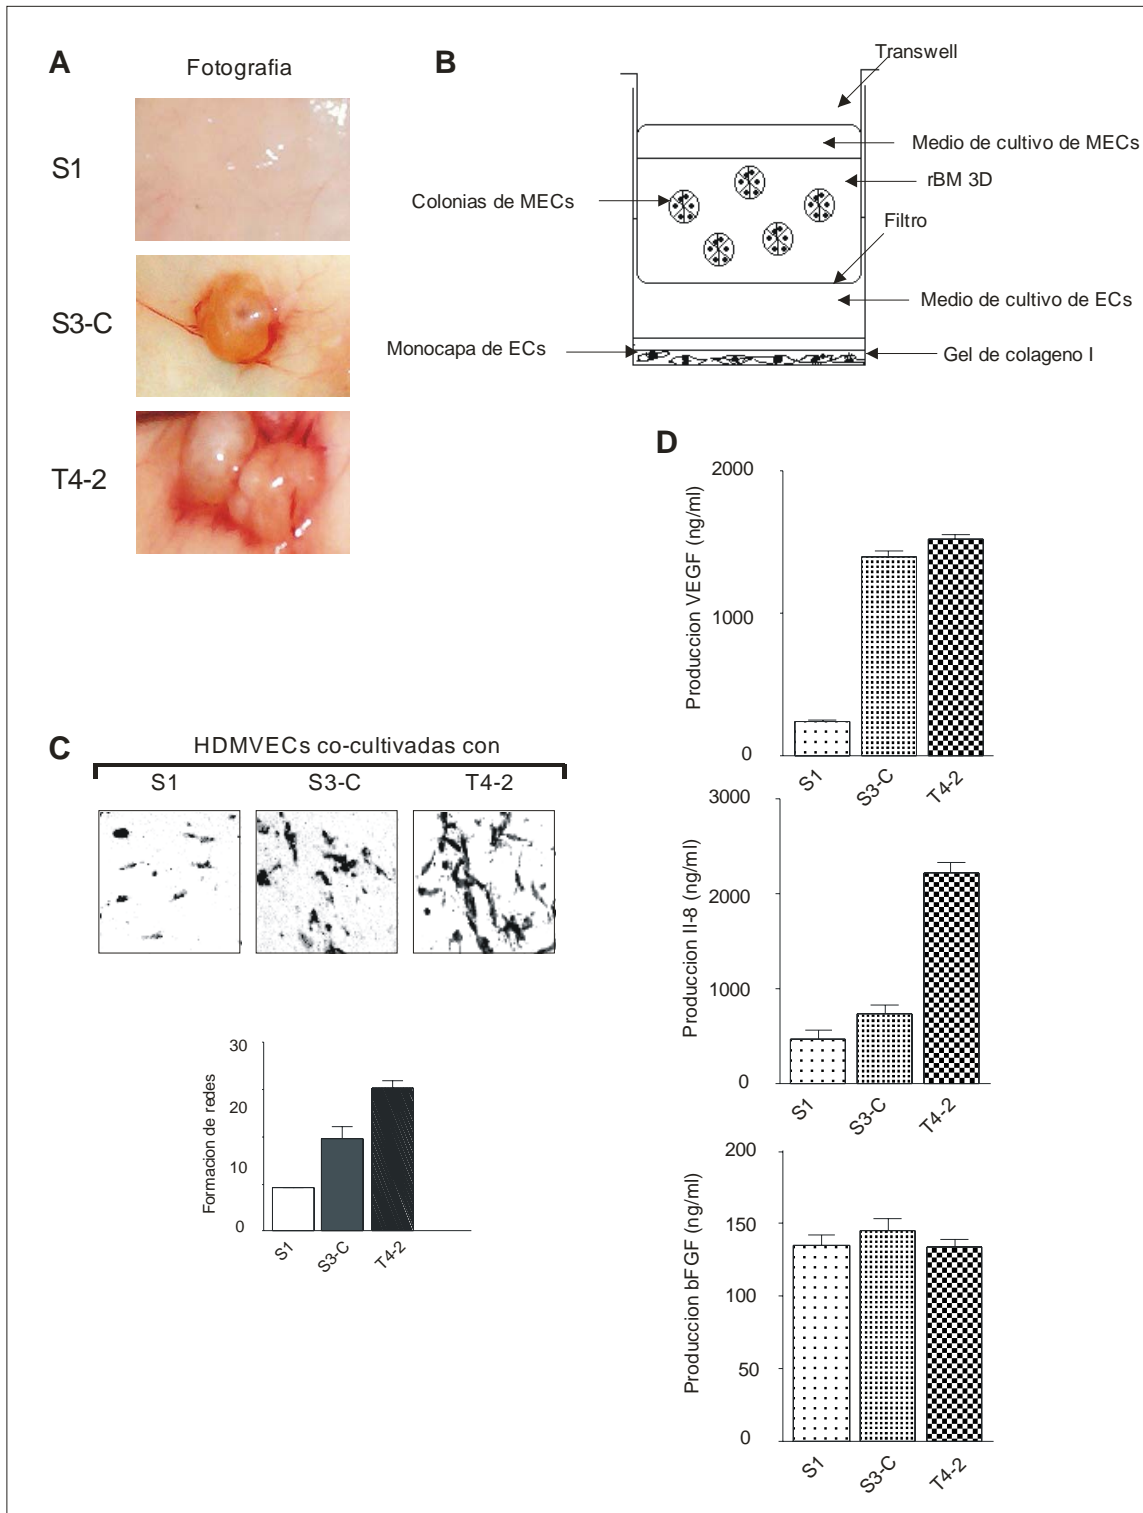 A
Fotografia
S1
S3-C
T4-2
B
Transwell
Medio de cultivo de MECs
rBM 3D
Colonias de MECs
Filtro
Medio de cultivo de ECs
Monocapa de ECs
Gel de colageno I
C
HDMVECs co-cultivadas con
S1 S3-C T4-2
Formacion de redes
30
20
10
0
S1
S3-C
T4-2
D
Produccion VEGF (ng/ml)
2000
1000
0
S1
S3-C
T4-2
Produccion Il-8 (ng/ml)
3000
2000
1000
0
S1
S3-C
T4-2
Produccion bFGF (ng/ml)
200
150
100
50
0
S1
S3-C
T4-2